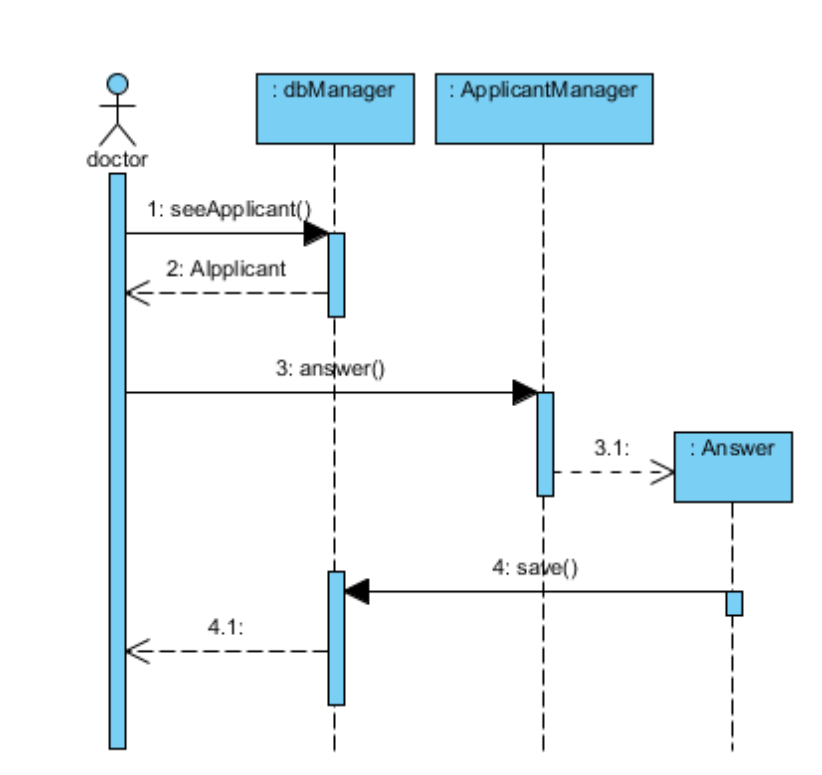 : dbManager
: ApplicantManager
doctor
1: seeApplicant()
2: Alpplicant
3: answer()
3.1:
: Answer
4: save()
4.1: